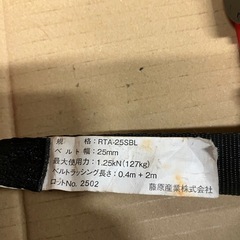 規　　格：RTA-25SBL
ベルト幅：25mm
最大使用力：1.25kN(127kg)
ベルトラッシング長さ：0.4m + 2m
ロットNo. 2502
藤原産業株式会社